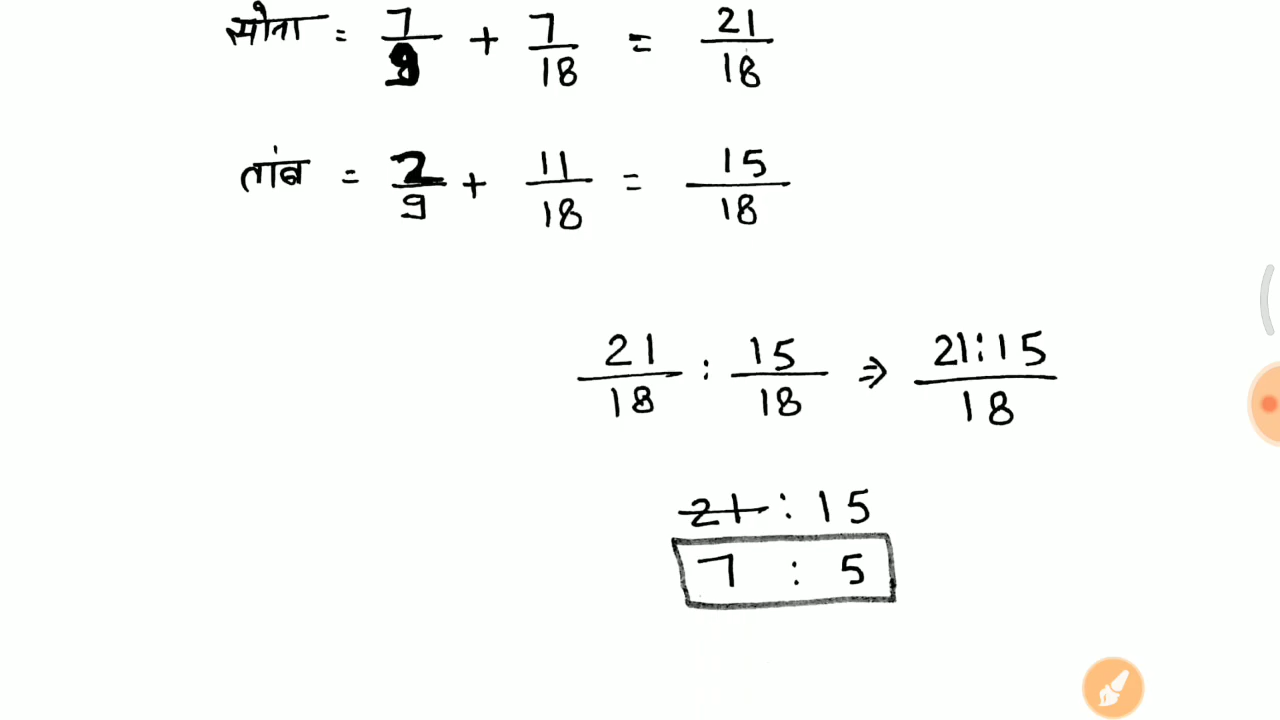 सोना = 7/9 + 7/18 = 21/18
तांब = 2/9 + 11/18 = 15/18
21/18 : 15/18 ⇒ 21:15/18
21 : 15
7 : 5